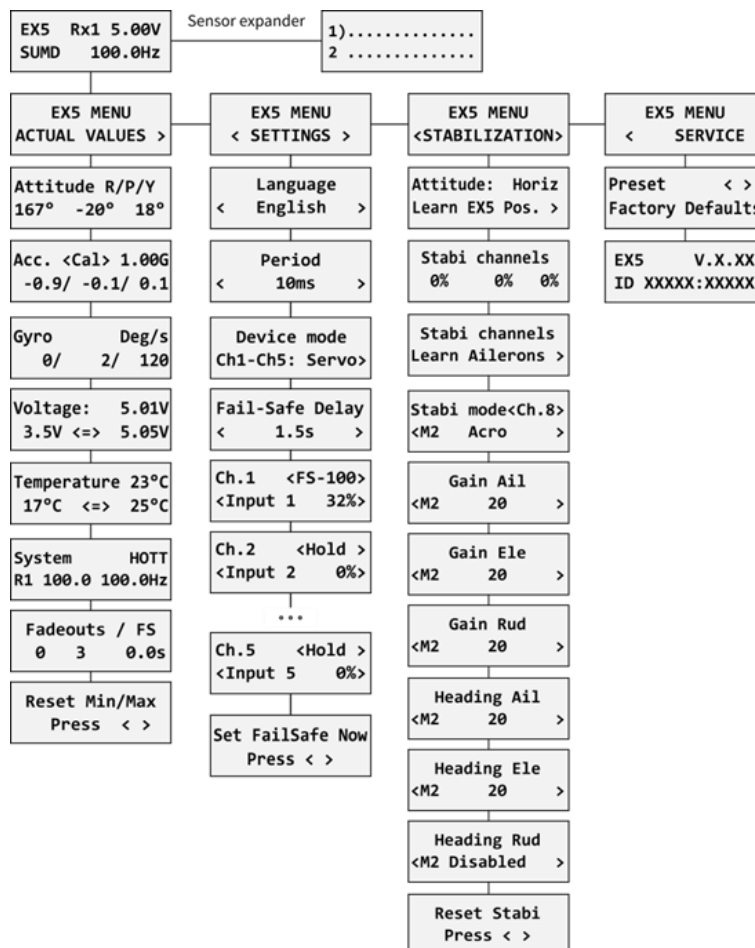 EX5 Rx1 5.00V
SUMD 100.0Hz
Sensor expander
1)..............
2 ..............
EX5 MENU
ACTUAL VALUES >
Attitude R/P/Y
167° -20° 18°
Acc. <Cal> 1.00G
-0.9/ -0.1/ 0.1
Gyro Deg/s
0/ 2/ 120
Voltage: 5.01V
3.5V <=> 5.05V
Temperature 23°C
17°C <=> 25°C
System HOTT
R1 100.0 100.0Hz
Fadeouts / FS
0 3 0.0s
Reset Min/Max
Press < >
EX5 MENU
< SETTINGS >
Language
< English >
Period
< 10ms >
Device mode
Ch1-Ch5: Servo>
Fail-Safe Delay
< 1.5s >
Ch.1 <FS-100>
<Input 1 32%>
Ch.2 <Hold >
<Input 2 0%>
...
Ch.5 <Hold >
<Input 5 0%>
Set FailSafe Now
Press < >
EX5 MENU
<STABILIZATION>
Attitude: Horiz
Learn EX5 Pos. >
Stabi channels
0% 0% 0%
Stabi channels
Learn Ailerons >
Stabi mode<Ch.8>
<M2 Acro >
Gain Ail
<M2 20 >
Gain Ele
<M2 20 >
Gain Rud
<M2 20 >
Heading Ail
<M2 20 >
Heading Ele
<M2 20 >
Heading Rud
<M2 Disabled >
Reset Stabi
Press < >
EX5 MENU
< SERVICE
Preset < >
Factory Defaults
EX5 V.X.XX
ID XXXXX:XXXXX